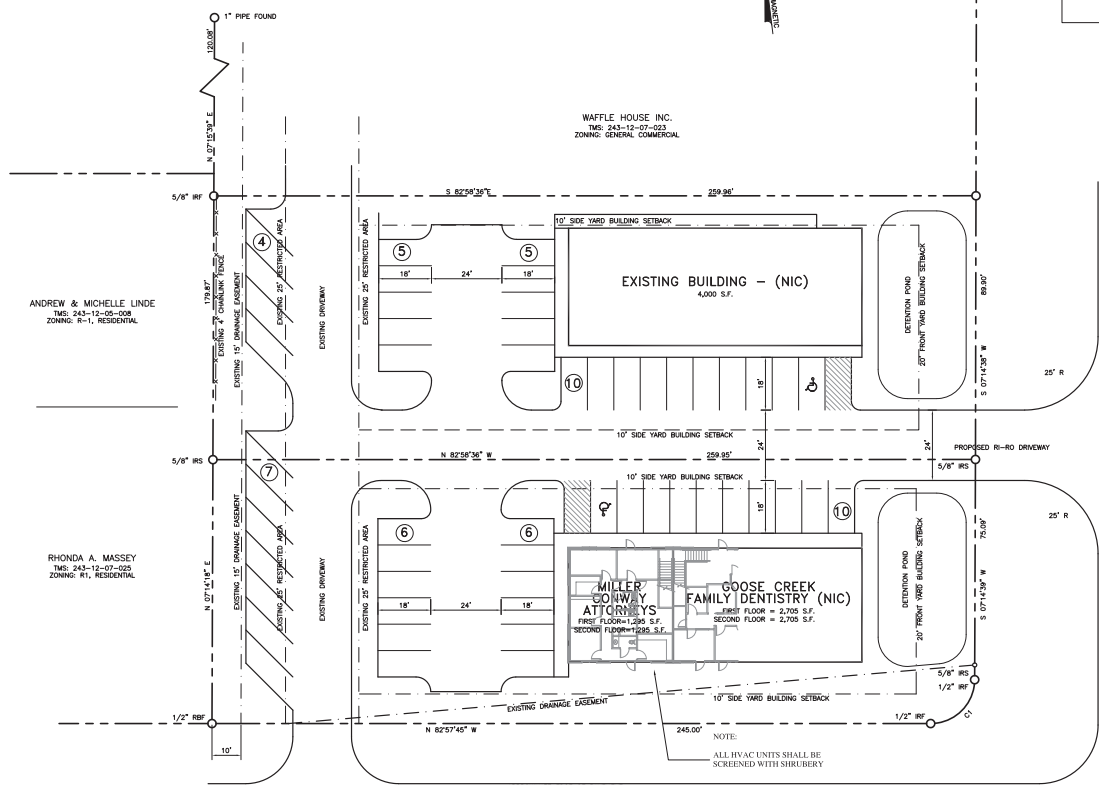 1" PIPE FOUND
MAGNETIC
120.08'
N 07°15'39" E
WAFFLE HOUSE INC.
TMS: 243-12-07-023
ZONING: GENERAL COMMERCIAL
5/8" IRF
S 82°58'36"E
259.96'
10' SIDE YARD BUILDING SETBACK
4
5
5
18'
24'
18'
EXISTING BUILDING - (NIC)
4,000 S.F.
ANDREW & MICHELLE LINDE
TMS: 243-12-05-008
ZONING: R-1, RESIDENTIAL
179.87'
EXISTING 4' CHAINLINK FENCE
EXISTING 15' DRAINAGE EASEMENT
EXISTING 25' RESTRICTED AREA
EXISTING DRIVEWAY
EXISTING 25' RESTRICTED AREA
DETENTION POND
20' FRONT YARD BUILDING SETBACK
89.90'
S 07°14'38" W
25' R
10
18'
10' SIDE YARD BUILDING SETBACK
24'
24'
PROPOSED RI-RO DRIVEWAY
5/8" IRS
N 82°58'36" W
259.95'
5/8" IRS
10' SIDE YARD BUILDING SETBACK
7
6
6
18'
10
25' R
RHONDA A. MASSEY
TMS: 243-12-07-025
ZONING: R1, RESIDENTIAL
N 07°14'18" E
EXISTING 15' DRAINAGE EASEMENT
EXISTING 25' RESTRICTED AREA
EXISTING DRIVEWAY
EXISTING 25' RESTRICTED AREA
18'
24'
18'
MILLER
CONWAY
ATTORNEYS
FIRST FLOOR=1,295 S.F.
SECOND FLOOR=1,295 S.F.
GOOSE CREEK
FAMILY DENTISTRY (NIC)
FIRST FLOOR = 2,705 S.F.
SECOND FLOOR = 2,705 S.F.
DETENTION POND
20' FRONT YARD BUILDING SETBACK
75.09'
S 07°14'39" W
5/8" IRS
1/2" IRF
10' SIDE YARD BUILDING SETBACK
EXISTING DRAINAGE EASEMENT
1/2" RBF
N 82°57'45" W
245.00'
1/2" IRF
C1
10'
NOTE:
ALL HVAC UNITS SHALL BE
SCREENED WITH SHRUBERY